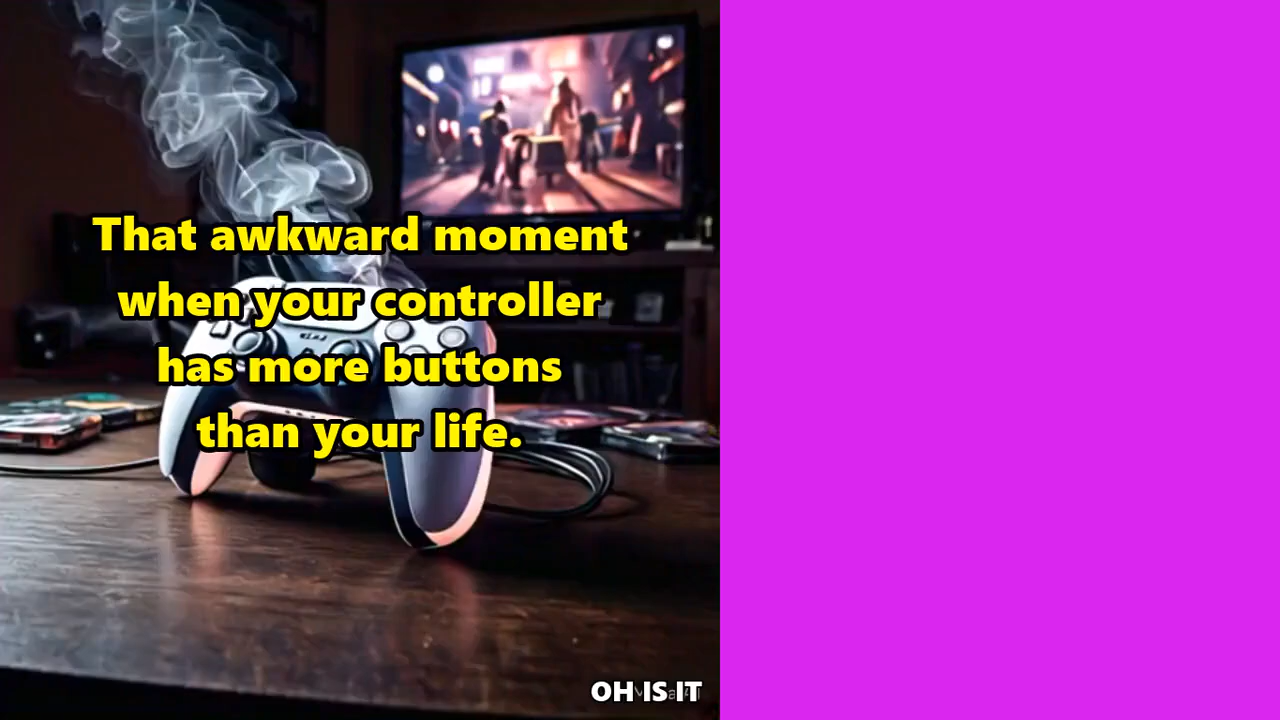 That awkward moment
when your controller
has more buttons
than your life.
OH IS IT